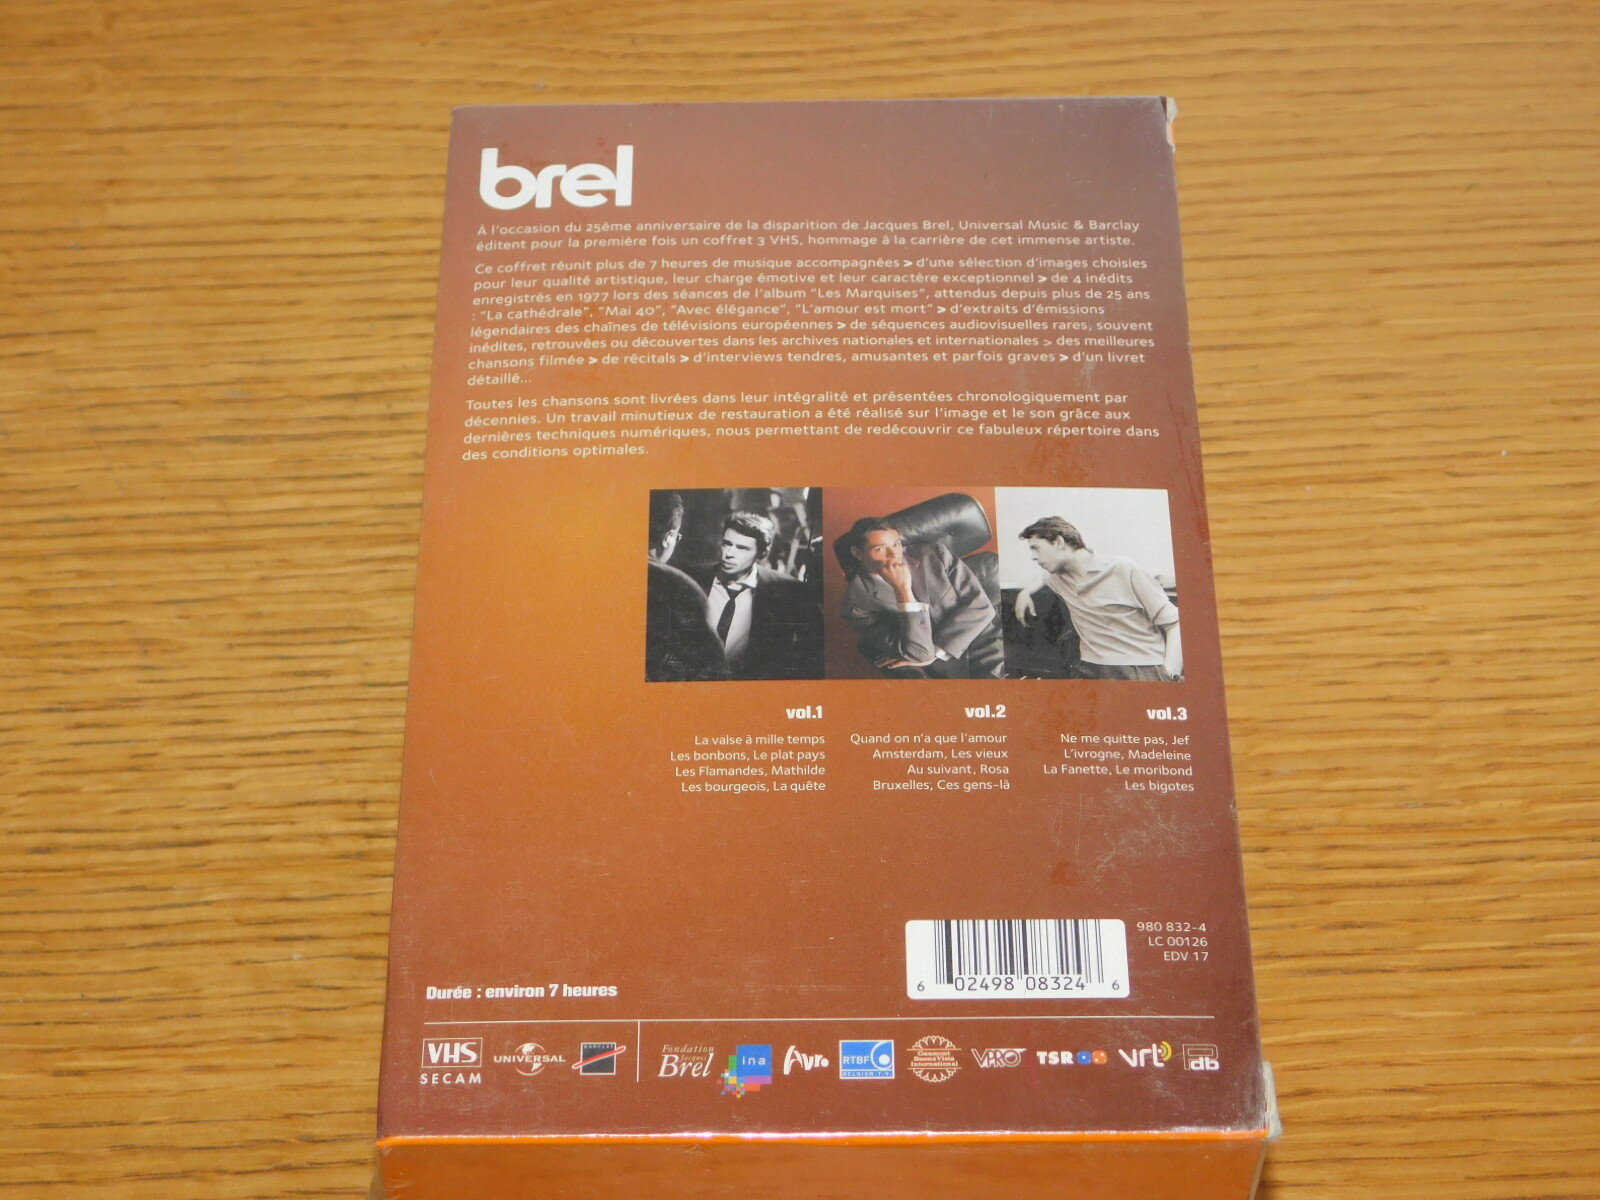 brel
À l'occasion du 25ème anniversaire de la disparition de Jacques Brel, Universal Music & Barclay
éditent pour la première fois un coffret 3 VHS, hommage à la carrière de cet immense artiste.
Ce coffret réunit plus de 7 heures de musique accompagnées > d'une sélection d'images choisies
pour leur qualité artistique, leur charge émotive et leur caractère exceptionnel > de 4 inédits
enregistrés en 1977 lors des séances de l'album "Les Marquises", attendus depuis plus de 25 ans
: "La cathédrale", "Mai 40", "Avec élégance", "L'amour est mort" > d'extraits d'émissions
légendaires des chaînes de télévisions européennes > de séquences audiovisuelles rares, souvent
inédites, retrouvées ou découvertes dans les archives nationales et internationales > des meilleures
chansons filmée > de récitals > d'interviews tendres, amusantes et parfois graves > d'un livret
détaillé...
Toutes les chansons sont livrées dans leur intégralité et présentées chronologiquement par
décennies. Un travail minutieux de restauration a été réalisé sur l'image et le son grâce aux
dernières techniques numériques, nous permettant de redécouvrir ce fabuleux répertoire dans
des conditions optimales.
vol.1
La valse à mille temps
Les bonbons, Le plat pays
Les Flamandes, Mathilde
Les bourgeois, La quête
vol.2
Quand on n'a que l'amour
Amsterdam, Les vieux
Au suivant, Rosa
Bruxelles, Ces gens-là
vol.3
Ne me quitte pas, Jef
L'ivrogne, Madeleine
La Fanette, Le moribond
Les bigotes
980 832-4
LC 00126
EDV 17
6 02498 08324 6
Durée : environ 7 heures
VHS
SECAM
UNIVERSAL
BARCLAY
Fondation
Jacques
Brel
ina
Avro
RTBF
BELGIAN T.V.
Gaumont
Buena Vista
International
VPRO
TSR
vrt
db